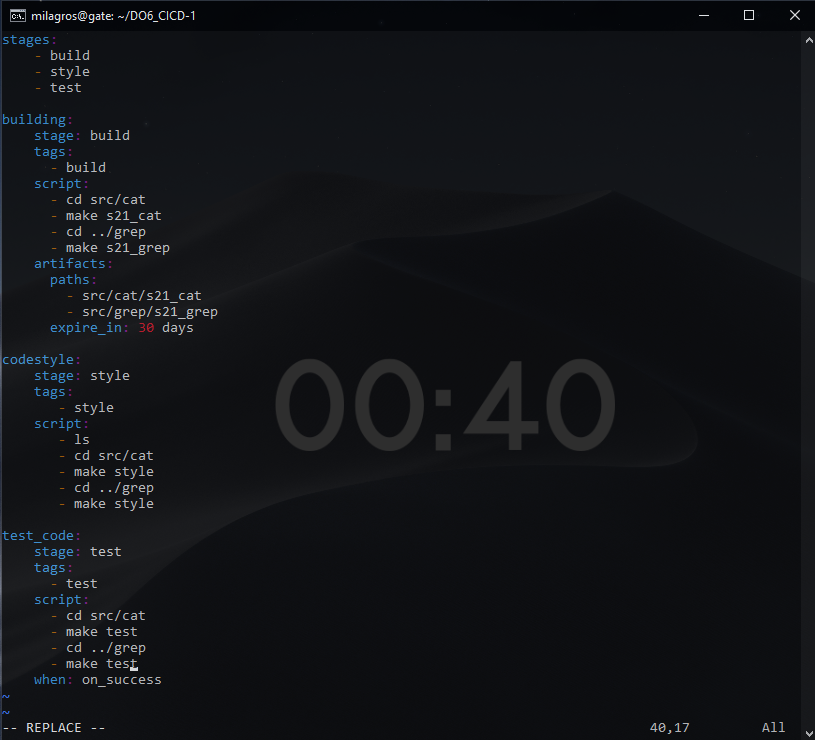 milagros@gate: ~/DO6_CICD-1
stages:
    - build
    - style
    - test

building:
    stage: build
    tags:
      - build
    script:
      - cd src/cat
      - make s21_cat
      - cd ../grep
      - make s21_grep
    artifacts:
      paths:
        - src/cat/s21_cat
        - src/grep/s21_grep
      expire_in: 30 days

codestyle:
    stage: style
    tags:
       - style
    script:
       - ls
       - cd src/cat
       - make style
       - cd ../grep
       - make style

test_code:
    stage: test
    tags:
      - test
    script:
      - cd src/cat
      - make test
      - cd ../grep
      - make test
    when: on_success
~
~
-- REPLACE -- 40,17 All
00:40